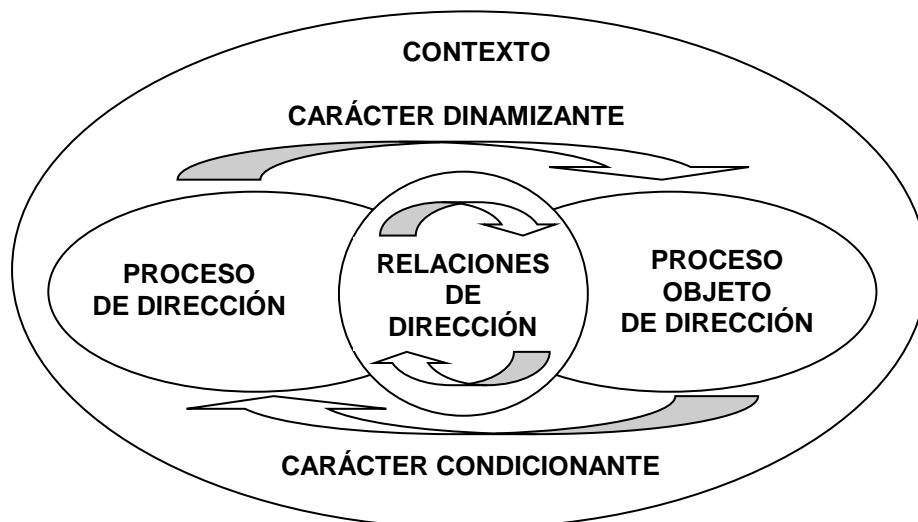 CONTEXTO
CARÁCTER DINAMIZANTE
PROCESO
DE DIRECCIÓN
RELACIONES
DE
DIRECCIÓN
PROCESO
OBJETO
DE DIRECCIÓN
CARÁCTER CONDICIONANTE